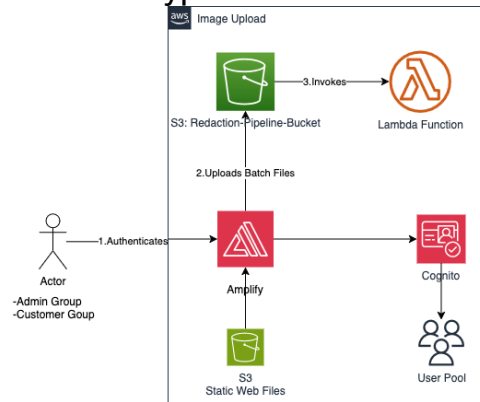 aws
Image Upload
3.Invokes
S3: Redaction-Pipeline-Bucket
Lambda Function
2.Uploads Batch Files
1.Authenticates
Actor
-Admin Group
-Customer Goup
Amplify
Cognito
S3
Static Web Files
User Pool